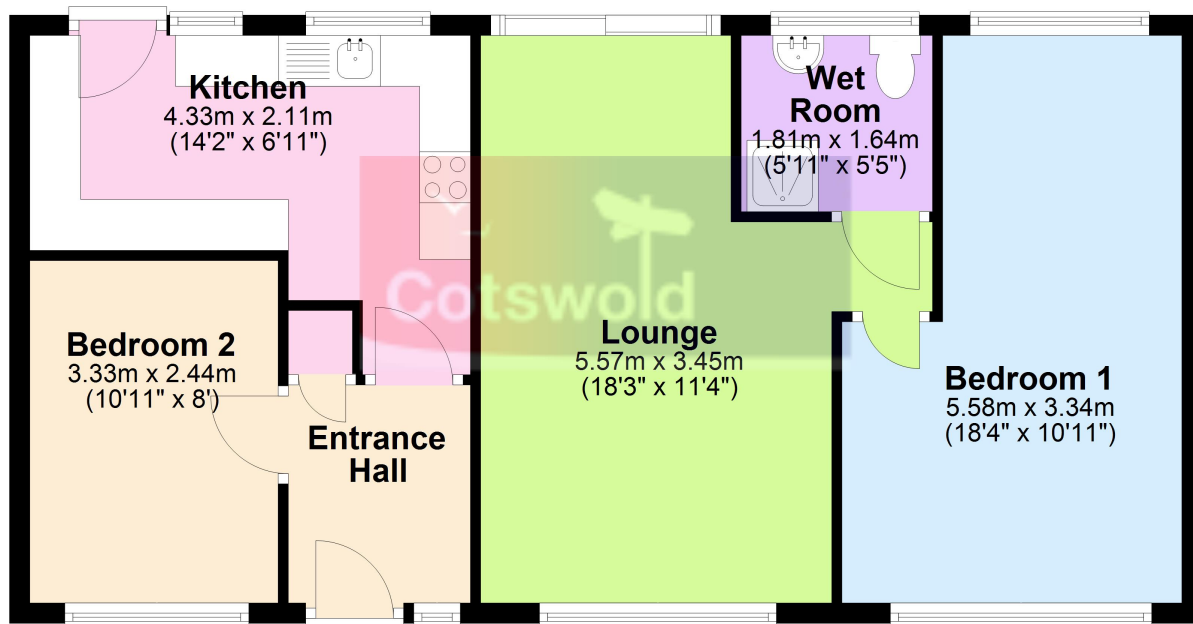 Kitchen
4.33m x 2.11m
(14'2" x 6'11")
Wet
Room
1.81m x 1.64m
(5'11" x 5'5")
Cotswold
Bedroom 2
3.33m x 2.44m
(10'11" x 8')
Lounge
5.57m x 3.45m
(18'3" x 11'4")
Bedroom 1
5.58m x 3.34m
(18'4" x 10'11")
Entrance
Hall